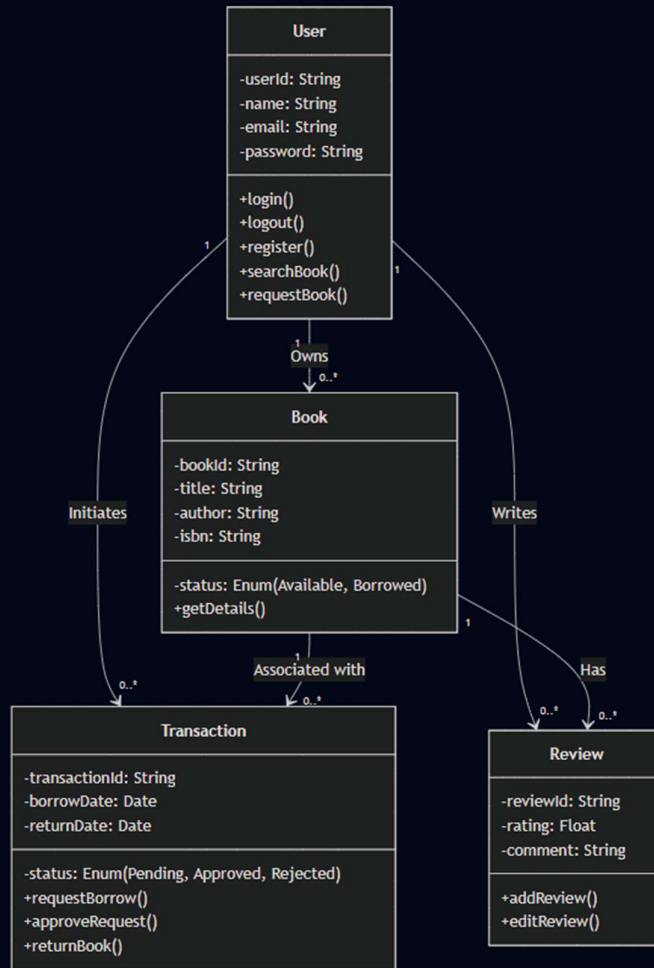 User
-userId: String
-name: String
-email: String
-password: String
+login()
+logout()
+register()
+searchBook()
+requestBook()
1
1
1
Owns
0..*
Book
-bookId: String
-title: String
-author: String
-isbn: String
-status: Enum(Available, Borrowed)
+getDetails()
Initiates
Writes
1
1
Associated with
Has
0..*
0..*
0..*
0..*
Transaction
-transactionId: String
-borrowDate: Date
-returnDate: Date
-status: Enum(Pending, Approved, Rejected)
+requestBorrow()
+approveRequest()
+returnBook()
Review
-reviewId: String
-rating: Float
-comment: String
+addReview()
+editReview()